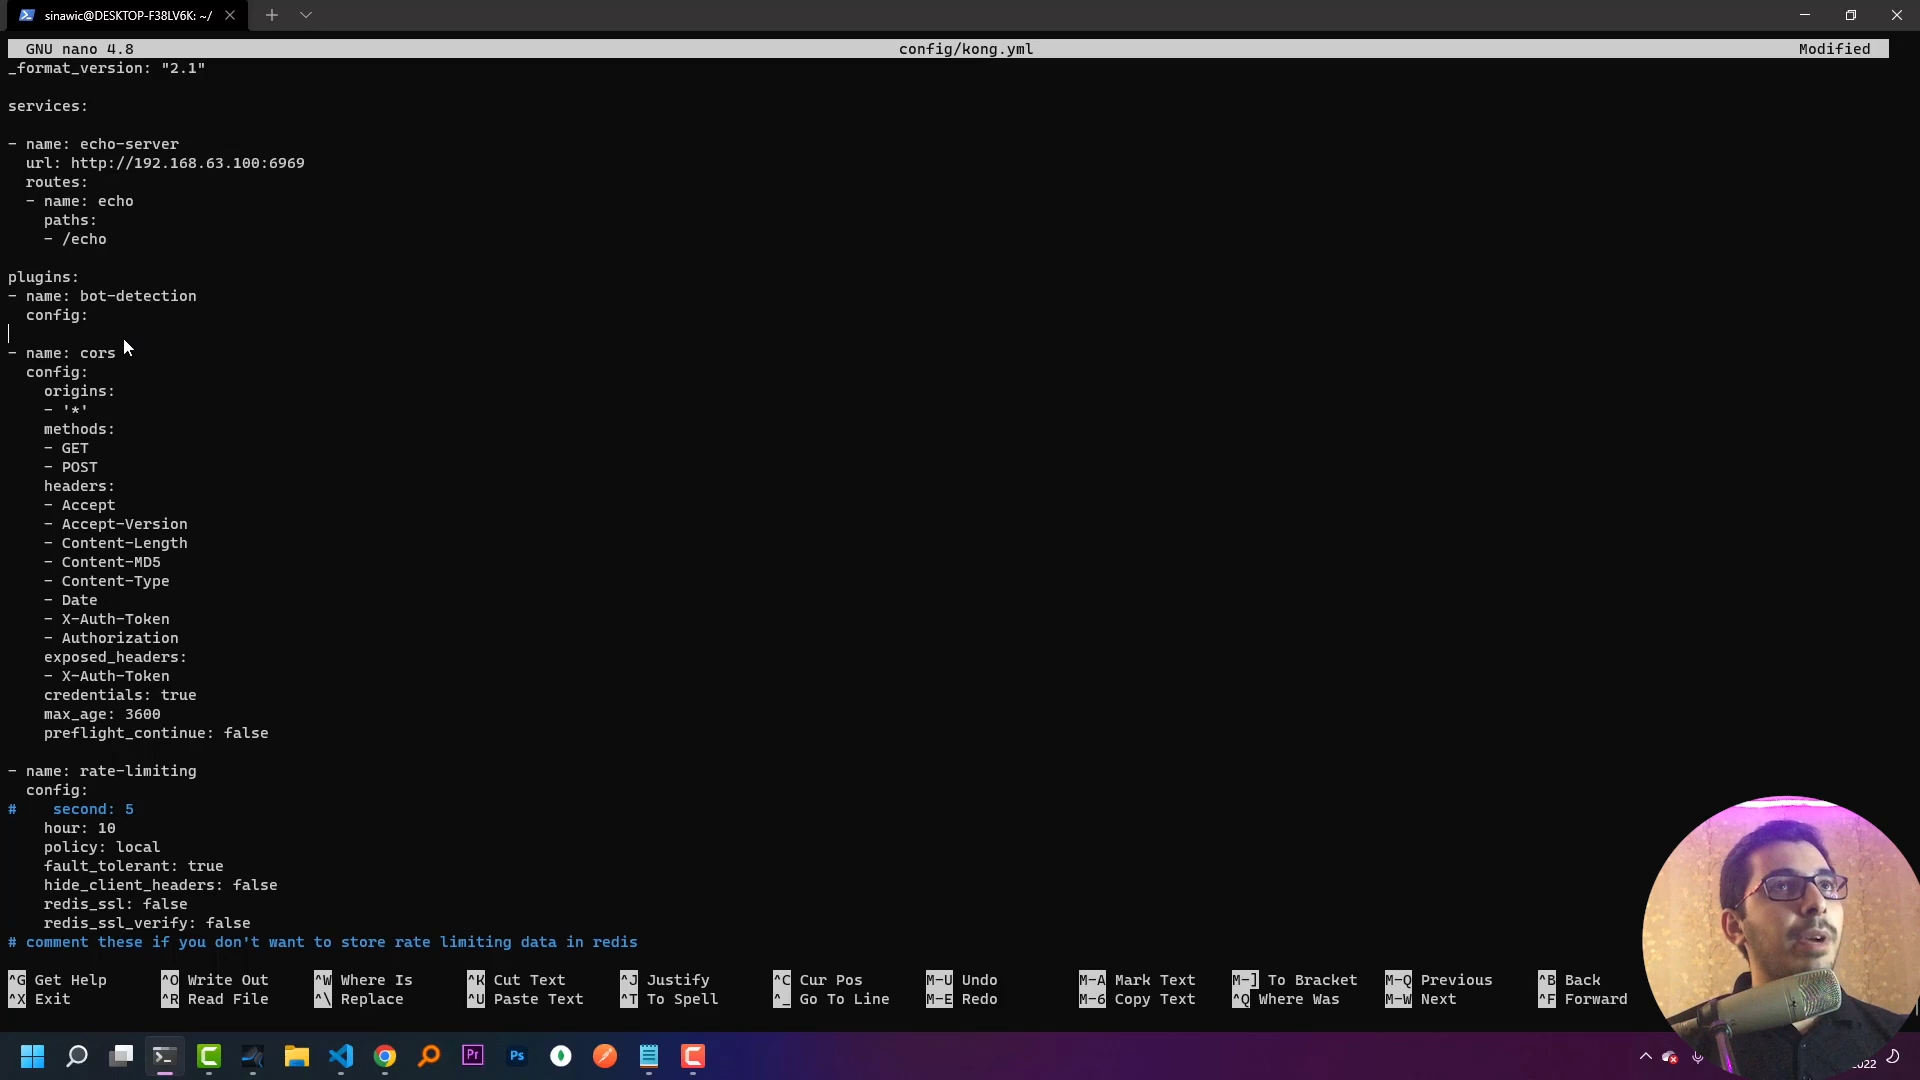 sinawic@DESKTOP-F38LV6K: ~/
GNU nano 4.8 config/kong.yml Modified
_format_version: "2.1"
services:
- name: echo-server
url: http://192.168.63.100:6969
routes:
- name: echo
paths:
- /echo
plugins:
- name: bot-detection
config:
- name: cors
config:
origins:
- '*'
methods:
- GET
- POST
headers:
- Accept
- Accept-Version
- Content-Length
- Content-MD5
- Content-Type
- Date
- X-Auth-Token
- Authorization
exposed_headers:
- X-Auth-Token
credentials: true
max_age: 3600
preflight_continue: false
- name: rate-limiting
config:
# second: 5
hour: 10
policy: local
fault_tolerant: true
hide_client_headers: false
redis_ssl: false
redis_ssl_verify: false
# comment these if you don't want to store rate limiting data in redis
^G Get Help ^O Write Out ^W Where Is ^K Cut Text ^J Justify ^C Cur Pos M-U Undo M-A Mark Text M-] To Bracket M-Q Previous ^B Back
^X Exit ^R Read File ^\ Replace ^U Paste Text ^T To Spell ^_ Go To Line M-E Redo M-6 Copy Text ^Q Where Was M-W Next ^F Forward
Pr
Ps
2022